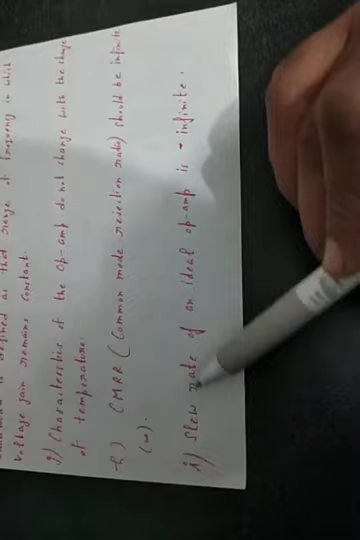 defined as that range of frequency in which
voltage gain remains constant.
g) Characteristics of the op-amp do not change with the change
of temperature.
h) CMRR (Common mode rejection ratio) should be infinite
(∞).
i) Slew rate of an ideal op-amp is infinite.